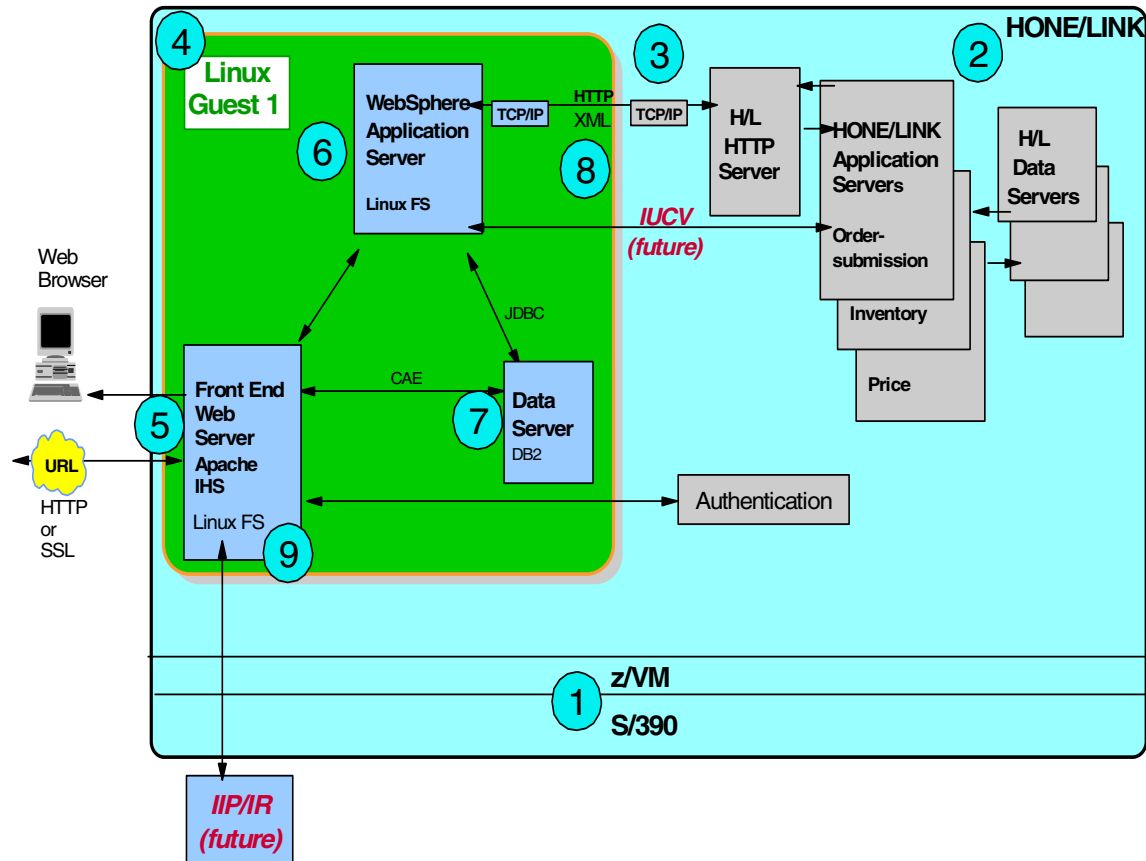 HONE/LINK
4
3
2
Linux
Guest 1
WebSphere
Application
Server
Linux FS
6
TCP/IP
HTTP
XML
TCP/IP
8
H/L
HTTP
Server
HONE/LINK
Application
Servers
Order-
submission
Inventory
Price
H/L
Data
Servers
IUCV
(future)
JDBC
Web
Browser
Front End
Web
Server
Apache
IHS
Linux FS
5
CAE
7
Data
Server
DB2
URL
HTTP
or
SSL
Authentication
9
z/VM
1
S/390
IIP/IR
(future)